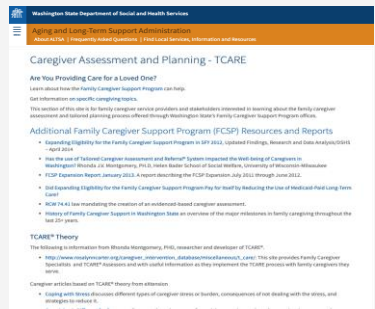 Washington State Department of Social and Health Services
Aging and Long-Term Support Administration
About ALTSA | Frequently Asked Questions | Find Local Services, Information and Resources
Caregiver Assessment and Planning - TCARE
Are You Providing Care for a Loved One?
Learn about how the Family Caregiver Support Program can help.
Get information on specific caregiving topics.
This section of this site is for family caregiver service providers and stakeholders interested in learning about the family caregiver
assessment and tailored planning process offered through Washington State's Family Caregiver Support Program offices.
Additional Family Caregiver Support Program (FCSP) Resources and Reports
Expanding Eligibility for the Family Caregiver Support Program in SFY 2012, Updated Findings, Research and Data Analysis/DSHS
- April 2014
Has the use of Tailored Caregiver Assessment and Referral® System Impacted the Well-being of Caregivers in
Washington? Rhonda J.V. Montgomery, PH.D, Helen Bader School of Social Welfare, University of Wisconsin-Milwaukee
FCSP Expansion Report January 2013. A report describing the FCSP Expansion July 2011 through June 2012.
Did Expanding Eligibility for the Family Caregiver Support Program Pay for Itself by Reducing the Use of Medicaid-Paid Long Term
Care?
RCW 74.41 law mandating the creation of an evidence-based caregiver assessment.
History of Family Caregiver Support in Washington State an overview of the major milestones in family caregiving throughout the
last 25+ years.
TCARE® Theory
The following is information from Rhonda Montgomery, PHD, researcher and developer of TCARE®.
http://www.rosalynncarter.org/caregiver_intervention_database/miscellaneous/t_care/: This site provides Family Caregiver
Specialists and TCARE® Assessors and with useful information as they implement the TCARE process with family caregivers they
serve.
Caregiver articles based on TCARE® theory from extension
Coping with Stress discusses different types of caregiver stress or burden, consequences of not dealing with the stress, and
strategies to reduce it.